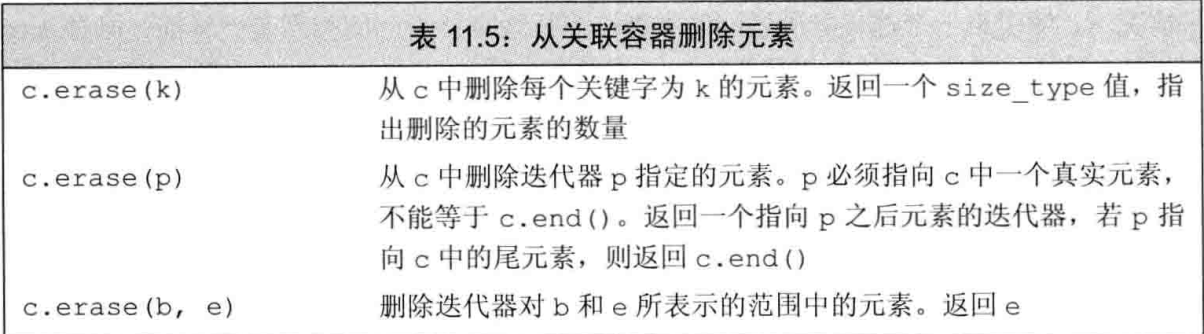 表 11.5：从关联容器删除元素
c.erase(k) 从 c 中删除每个关键字为 k 的元素。返回一个 size_type 值，指
出删除的元素的数量
c.erase(p) 从 c 中删除迭代器 p 指定的元素。p 必须指向 c 中一个真实元素，
不能等于 c.end()。返回一个指向 p 之后元素的迭代器，若 p 指
向 c 中的尾元素，则返回 c.end()
c.erase(b, e) 删除迭代器对 b 和 e 所表示的范围中的元素。返回 e